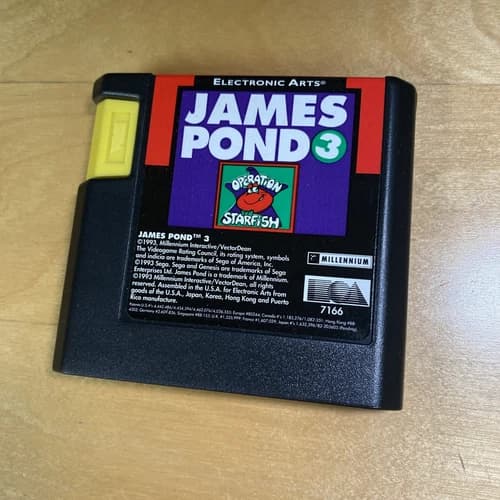 ELECTRONIC ARTS®
JAMES
POND 3
OPERATION
STARFISH
JAMES POND™ 3
©1993, Millennium Interactive/VectorDean
The Videogame Rating Council, its rating system, symbols
and indicia are trademarks of Sega of America, Inc.
©1993 Sega. Sega and Genesis are trademarks of Sega
Enterprises Ltd. James Pond is a trademark of Millennium.
©1993 Millennium Interactive/VectorDean, all rights
reserved. Assembled in the U.S.A. for Electronic Arts from
goods of the U.S.A., Japan, Korea, Hong Kong and Puerto
Rico manufacture.
MILLENNIUM
EA
7166